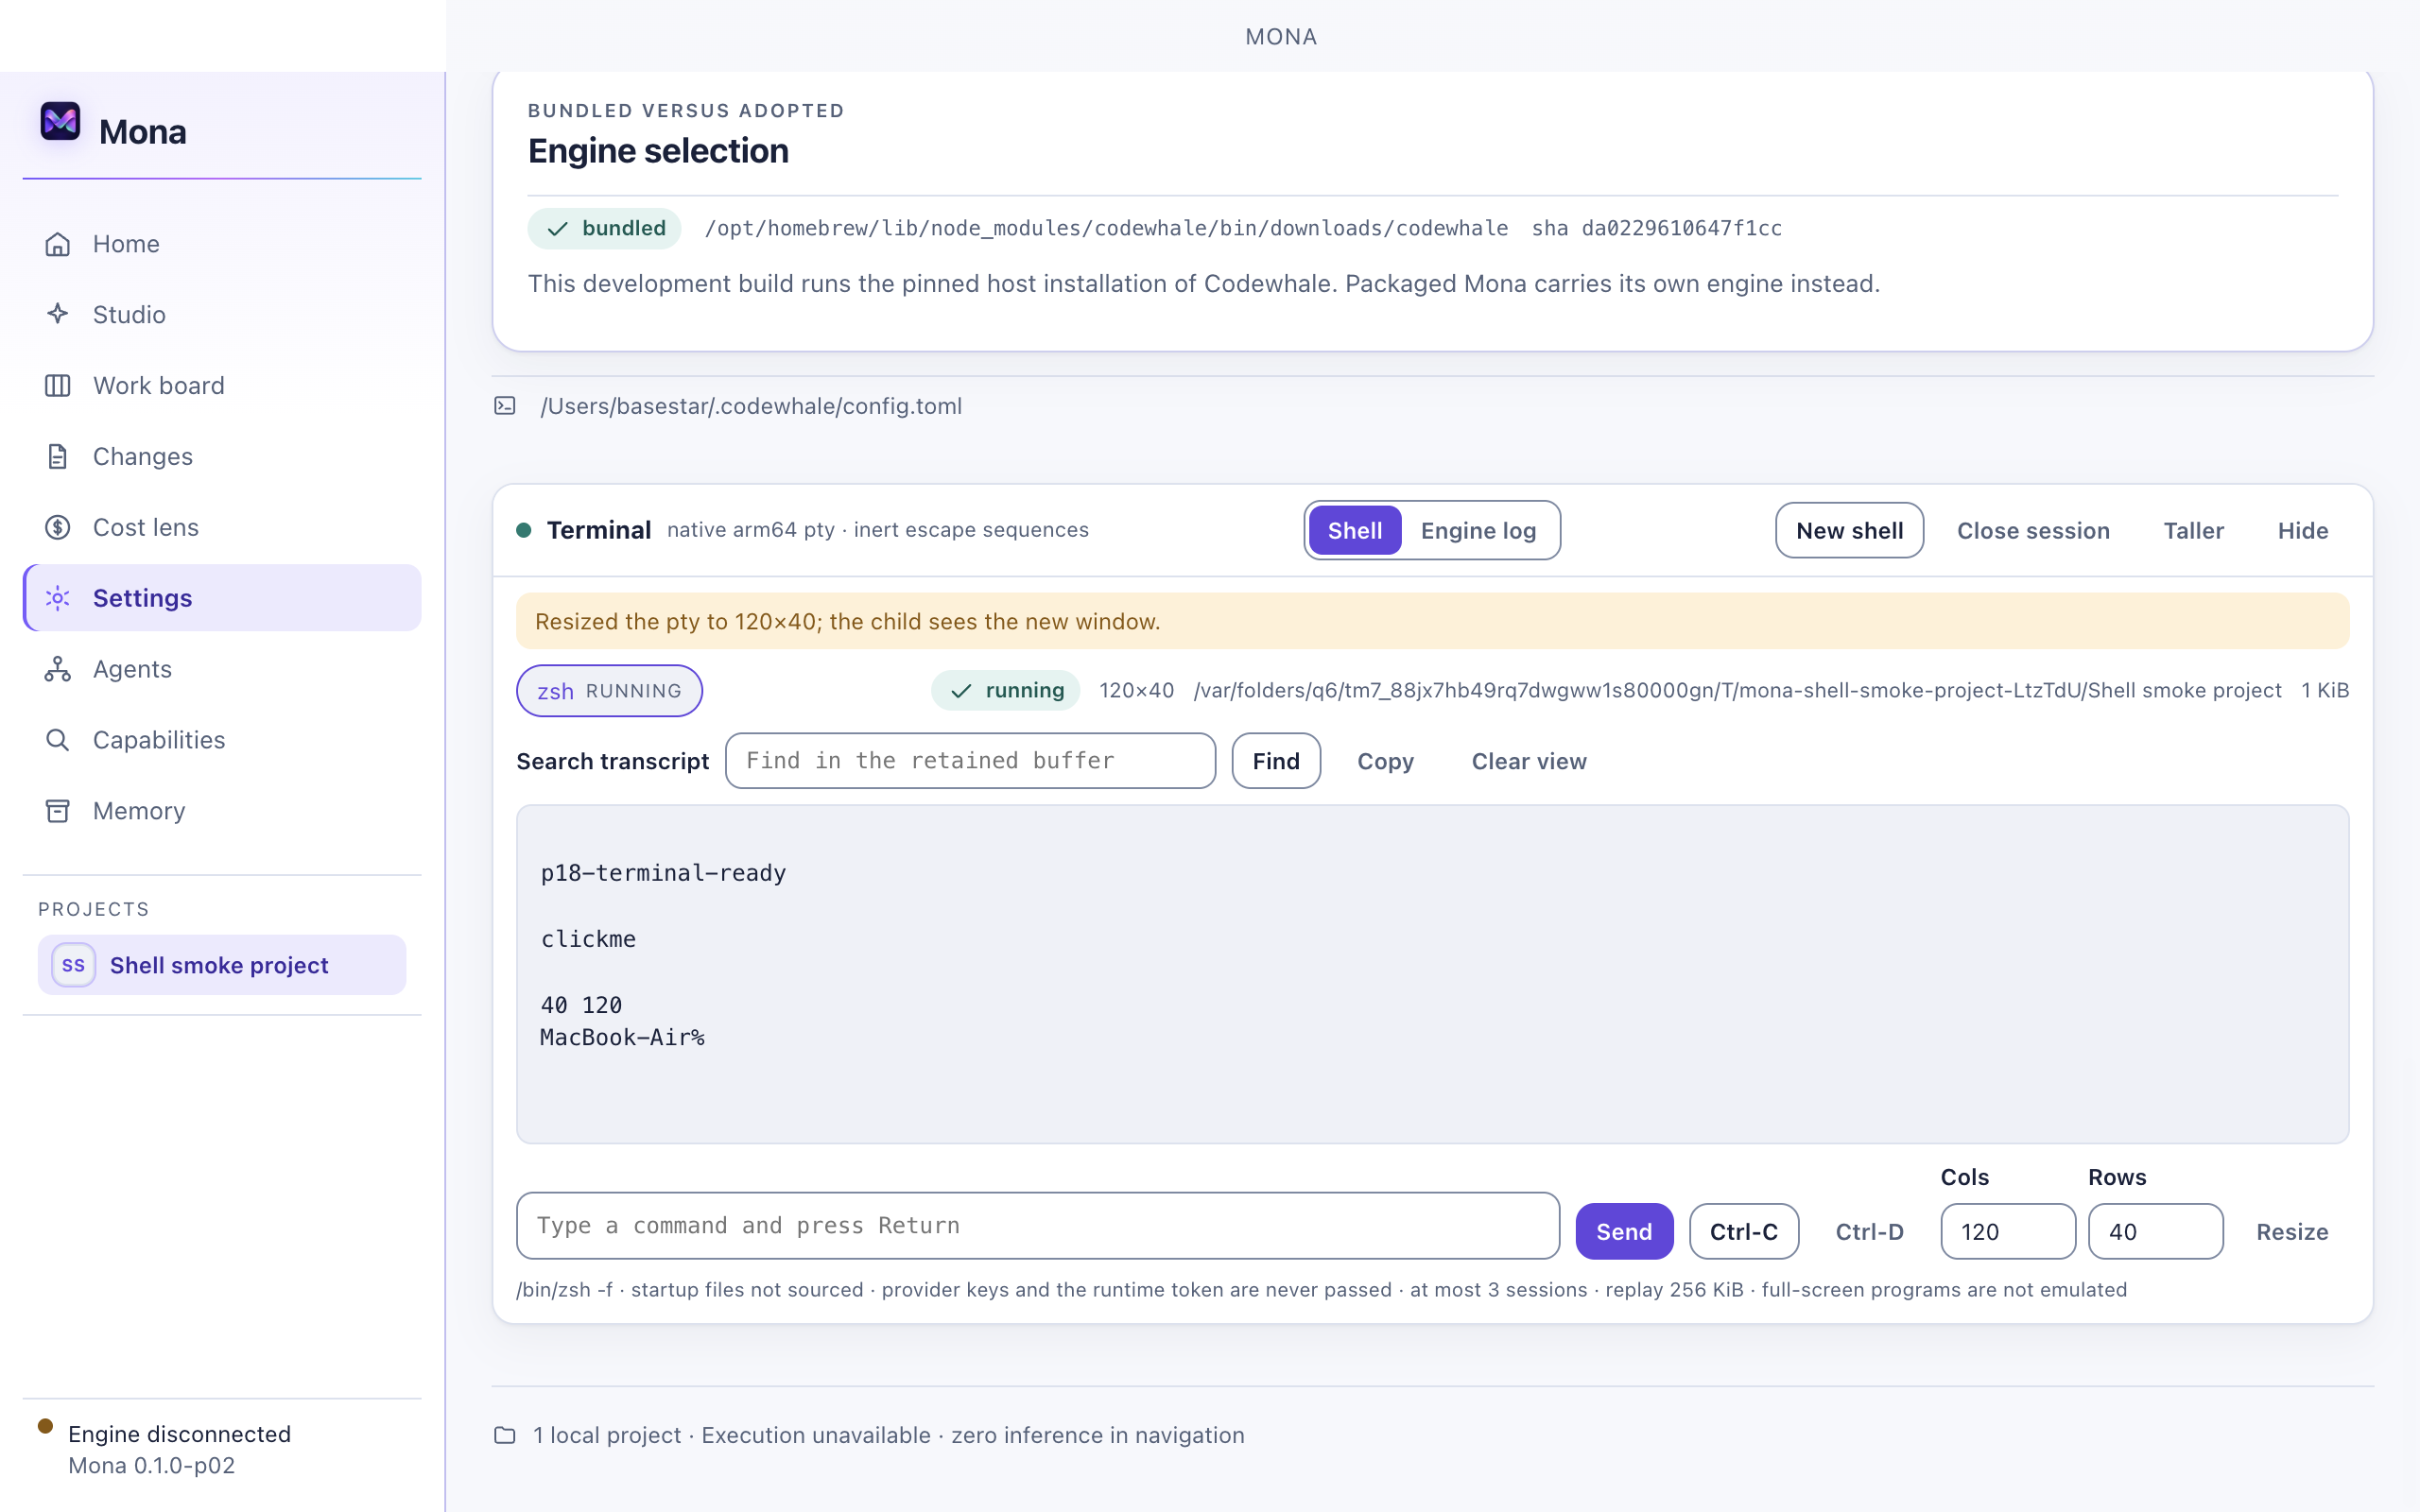 MONA
Mona
Home
Studio
Work board
Changes
Cost lens
Settings
Agents
Capabilities
Memory
PROJECTS
SS Shell smoke project
Engine disconnected
Mona 0.1.0-p02
BUNDLED VERSUS ADOPTED
Engine selection
bundled /opt/homebrew/lib/node_modules/codewhale/bin/downloads/codewhale sha da0229610647f1cc
This development build runs the pinned host installation of Codewhale. Packaged Mona carries its own engine instead.
/Users/basestar/.codewhale/config.toml
Terminal native arm64 pty · inert escape sequences Shell Engine log New shell Close session Taller Hide
Resized the pty to 120×40; the child sees the new window.
zsh RUNNING running 120×40 /var/folders/q6/tm7_88jx7hb49rq7dwgww1s80000gn/T/mona-shell-smoke-project-LtzTdU/Shell smoke project 1 KiB
Search transcript Find in the retained buffer Find Copy Clear view
p18-terminal-ready
clickme
40 120
MacBook-Air%
Cols Rows
Type a command and press Return Send Ctrl-C Ctrl-D 120 40 Resize
/bin/zsh -f · startup files not sourced · provider keys and the runtime token are never passed · at most 3 sessions · replay 256 KiB · full-screen programs are not emulated
1 local project · Execution unavailable · zero inference in navigation